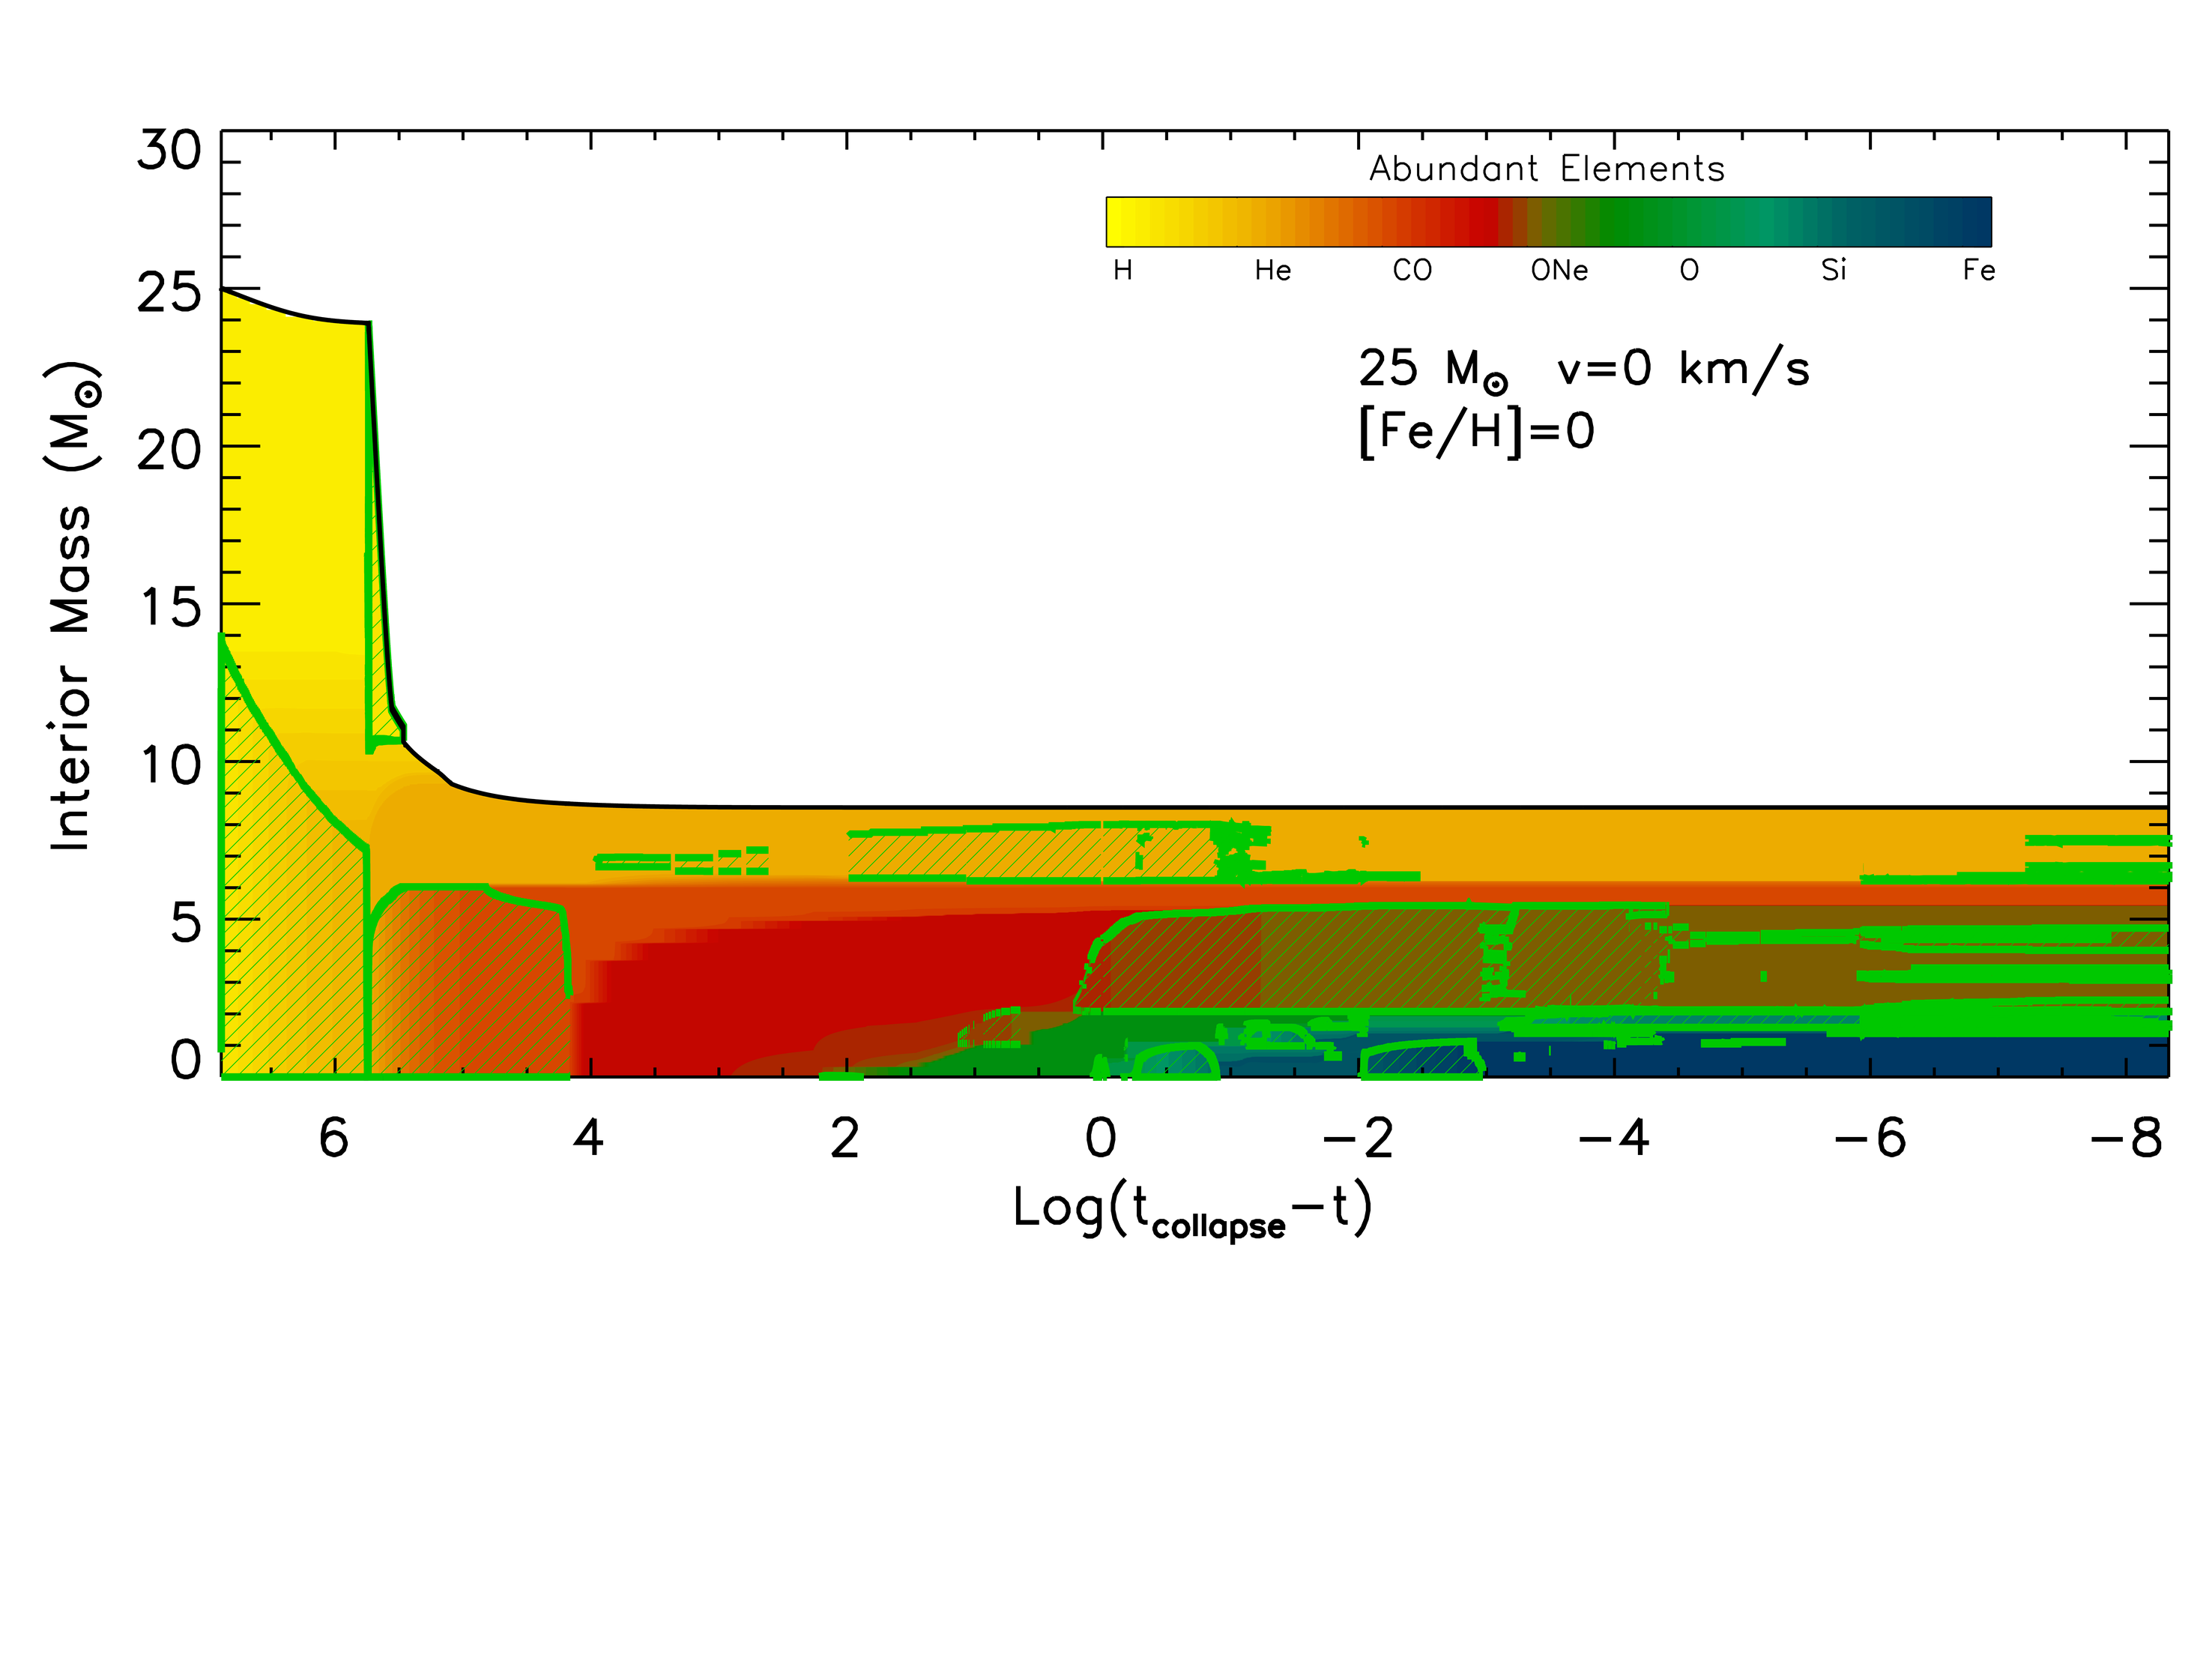 30
25
20
15
10
5
0
Interior Mass (M☉)
Abundant Elements
H He CO ONe O Si Fe
25 M☉ v=0 km/s
[Fe/H]=0
6 4 2 0 −2 −4 −6 −8
Log(tcollapse−t)